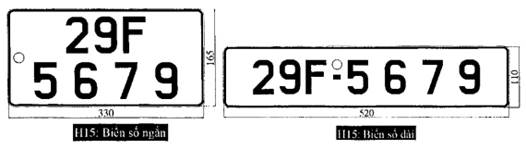 29F
5 6 7 9
165
330
H15: Biển số ngắn
29F-5 6 7 9
110
520
H15: Biển số dài